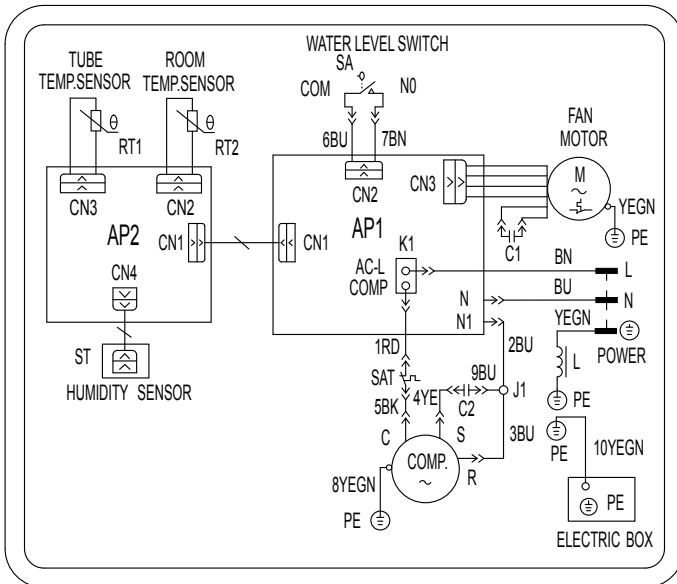 WATER LEVEL SWITCH
SA
COM
N0
6BU
7BN
CN2
TUBE
TEMP.SENSOR
θ
RT1
ROOM
TEMP.SENSOR
θ
RT2
CN3
CN2
AP2
CN1
CN4
ST
HUMIDITY SENSOR
CN1
AP1
CN3
K1
AC-L
COMP
N
N1
FAN
MOTOR
M
~
YEGN
PE
C1
BN
L
BU
N
YEGN
POWER
L
PE
PE
10YEGN
PE
ELECTRIC BOX
1RD
SAT
5BK
4YE
9BU
C2
J1
2BU
3BU
C
S
R
COMP.
~
8YEGN
PE